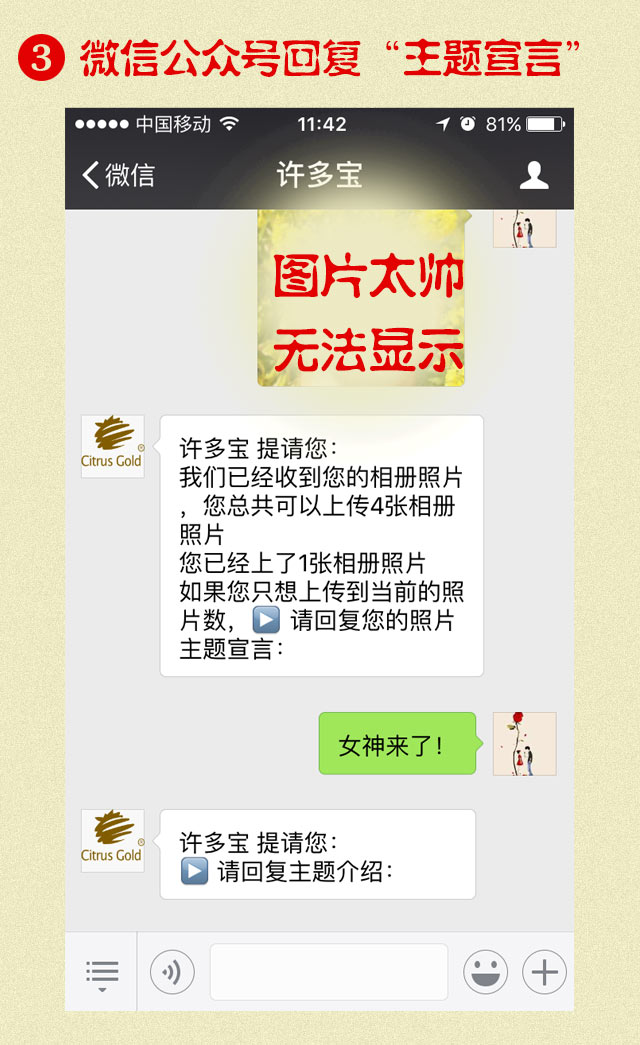 3 微信公众号回复“主题宣言”
中国移动 11:42 81%
微信 许多宝
图片太帅
无法显示
Citrus Gold ®
许多宝 提请您：
我们已经收到您的相册照片
，您总共可以上传4张相册
照片
您已经上了1张相册照片
如果您只想上传到当前的照
片数，▶ 请回复您的照片
主题宣言：
女神来了！
Citrus Gold ®
许多宝 提请您：
▶ 请回复主题介绍：